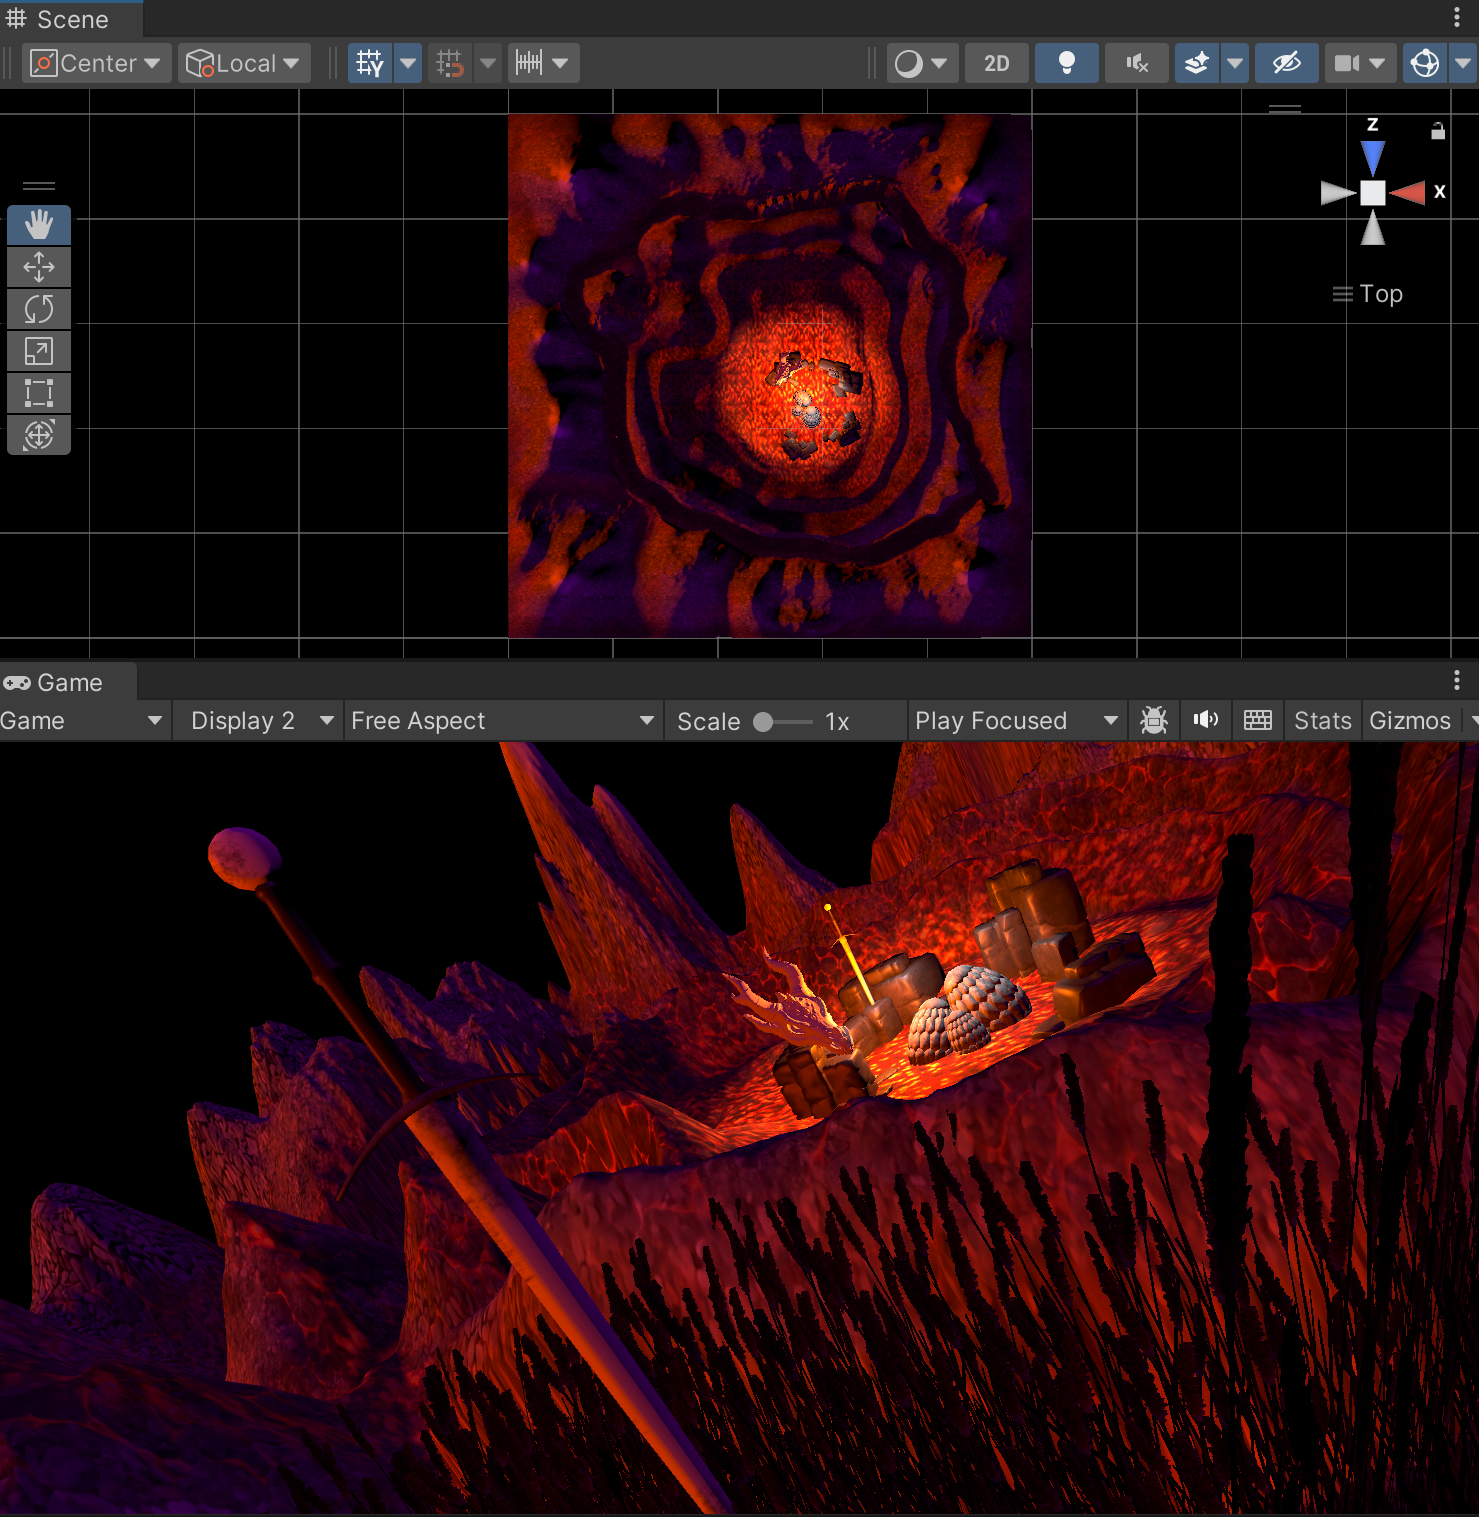 Scene
Center Local 2D
Z
X
Top
Game
Game Display 2 Free Aspect Scale 1x Play Focused Stats Gizmos